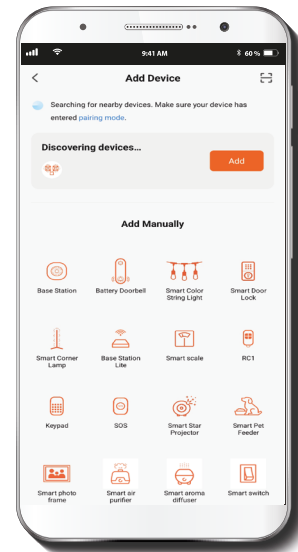 9:41 AM
60 %
Add Device
Searching for nearby devices. Make sure your device has
entered pairing mode.
Discovering devices...
Add
Add Manually
Base Station
Battery Doorbell
Smart Color
String Light
Smart Door
Lock
Smart Corner
Lamp
Base Station
Lite
Smart scale
RC1
Keypad
SOS
Smart Star
Projector
Smart Pet
Feeder
Smart photo
frame
Smart air
purifier
Smart aroma
diffuser
Smart switch